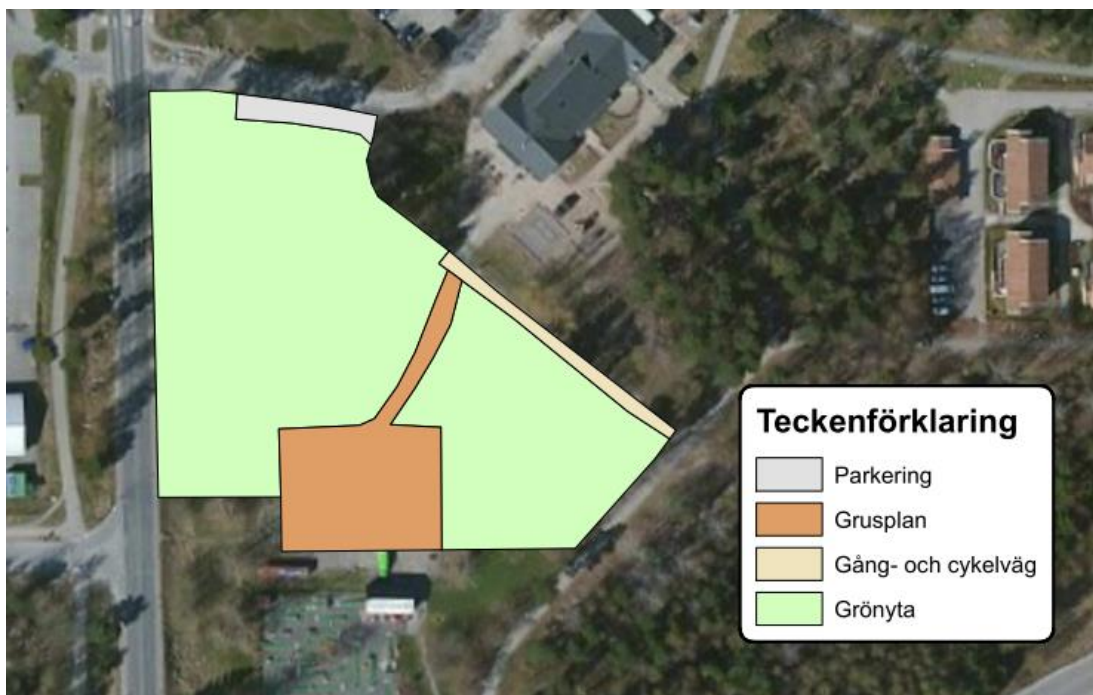 Teckenförklaring
Parkering
Grusplan
Gång- och cykelväg
Grönyta